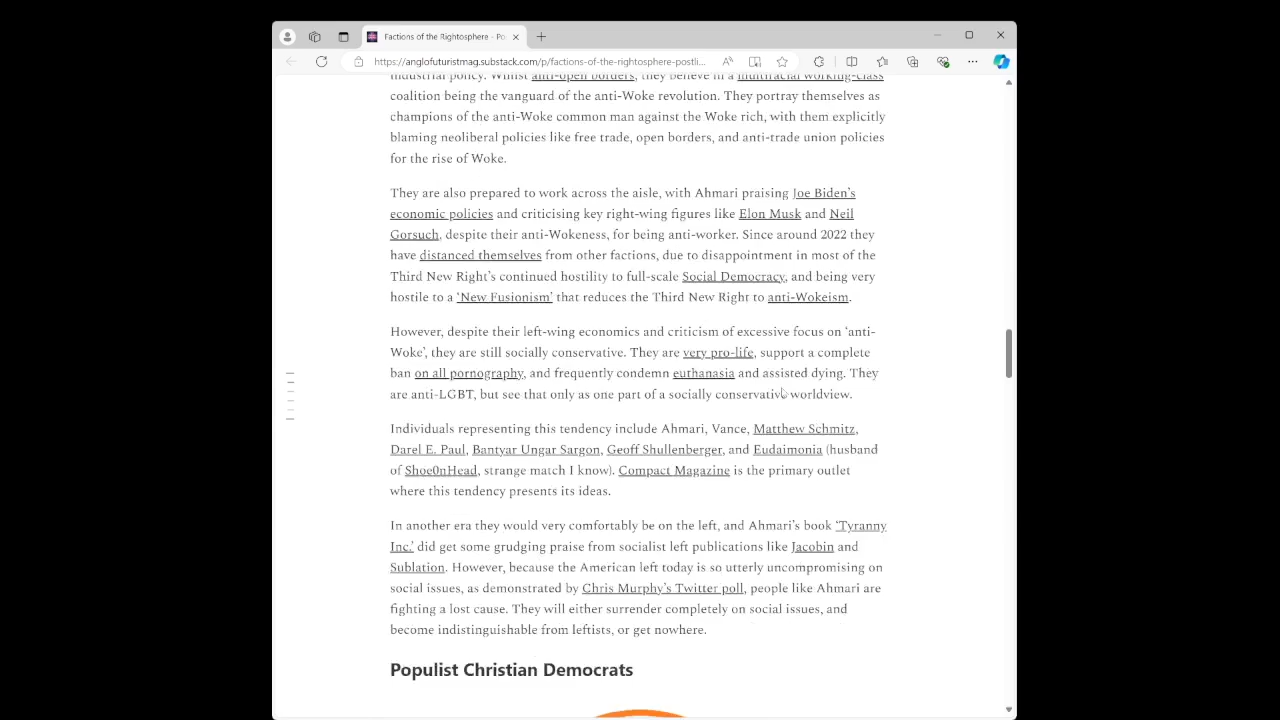 Factions of the Rightosphere - Po
https://anglofuturistmag.substack.com/p/factions-of-the-rightosphere-postli...
industrial policy. Whilst anti-open borders, they believe in a multiracial working-class
coalition being the vanguard of the anti-Woke revolution. They portray themselves as
champions of the anti-Woke common man against the Woke rich, with them explicitly
blaming neoliberal policies like free trade, open borders, and anti-trade union policies
for the rise of Woke.
They are also prepared to work across the aisle, with Ahmari praising Joe Biden's
economic policies and criticising key right-wing figures like Elon Musk and Neil
Gorsuch, despite their anti-Wokeness, for being anti-worker. Since around 2022 they
have distanced themselves from other factions, due to disappointment in most of the
Third New Right's continued hostility to full-scale Social Democracy, and being very
hostile to a 'New Fusionism' that reduces the Third New Right to anti-Wokeism.
However, despite their left-wing economics and criticism of excessive focus on 'anti-
Woke', they are still socially conservative. They are very pro-life, support a complete
ban on all pornography, and frequently condemn euthanasia and assisted dying. They
are anti-LGBT, but see that only as one part of a socially conservative worldview.
Individuals representing this tendency include Ahmari, Vance, Matthew Schmitz,
Darel E. Paul, Bantyar Ungar Sargon, Geoff Shullenberger, and Eudaimonia (husband
of Shoe0nHead, strange match I know). Compact Magazine is the primary outlet
where this tendency presents its ideas.
In another era they would very comfortably be on the left, and Ahmari's book 'Tyranny
Inc.' did get some grudging praise from socialist left publications like Jacobin and
Sublation. However, because the American left today is so utterly uncompromising on
social issues, as demonstrated by Chris Murphy's Twitter poll, people like Ahmari are
fighting a lost cause. They will either surrender completely on social issues, and
become indistinguishable from leftists, or get nowhere.
Populist Christian Democrats